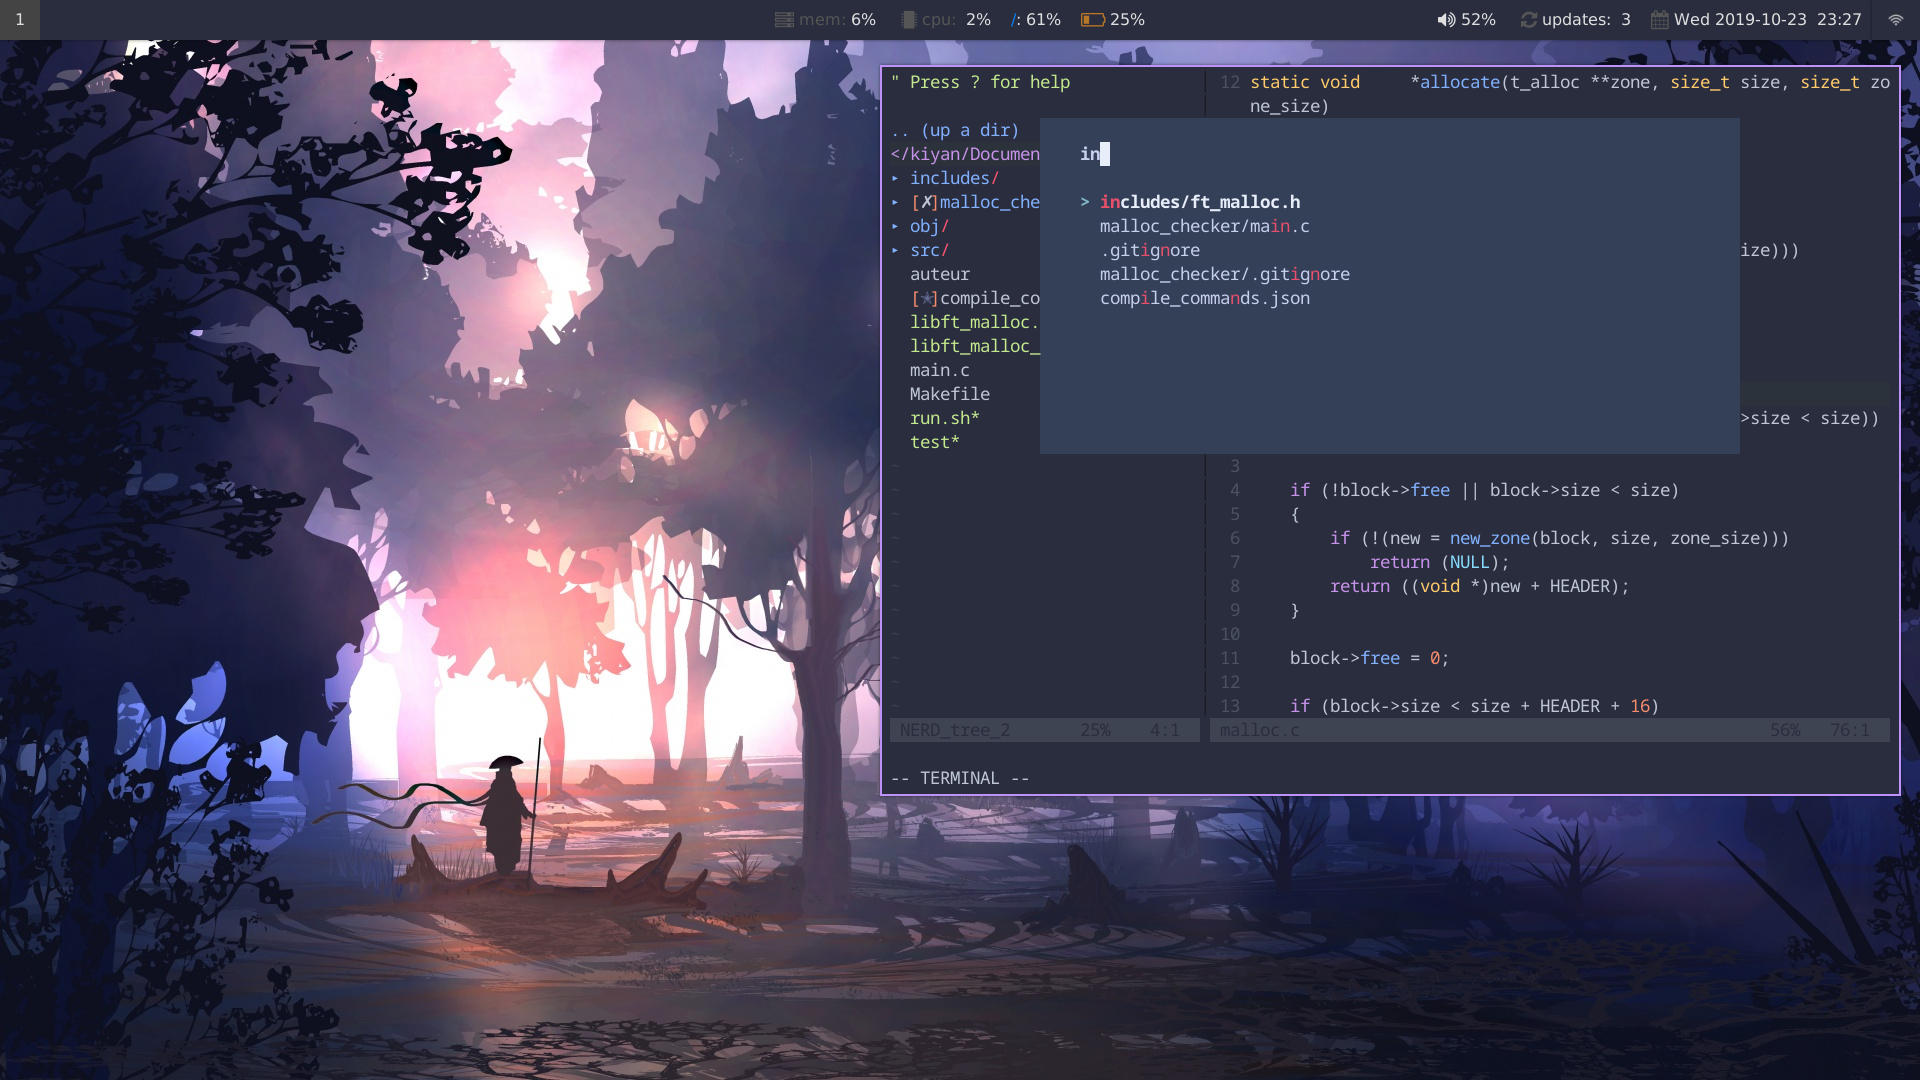 1 mem: 6% cpu: 2% /: 61% 25% 52% updates: 3 Wed 2019-10-23 23:27
" Press ? for help
.. (up a dir)
</kiyan/Documen
▸ includes/
▸ [✗]malloc_che
▸ obj/
▸ src/
auteur
[✭]compile_co
libft_malloc.
libft_malloc_
main.c
Makefile
run.sh*
test*
~
~
~
~
~
~
~
~
~
~
~
NERD_tree_2 25% 4:1
12 static void *allocate(t_alloc **zone, size_t size, size_t zo
ne_size)
in
> includes/ft_malloc.h
malloc_checker/main.c
.gitignore
malloc_checker/.gitignore
compile_commands.json
ize)))
>size < size))
3
4 if (!block->free || block->size < size)
5 {
6 if (!(new = new_zone(block, size, zone_size)))
7 return (NULL);
8 return ((void *)new + HEADER);
9 }
10
11 block->free = 0;
12
13 if (block->size < size + HEADER + 16)
malloc.c 56% 76:1
-- TERMINAL --